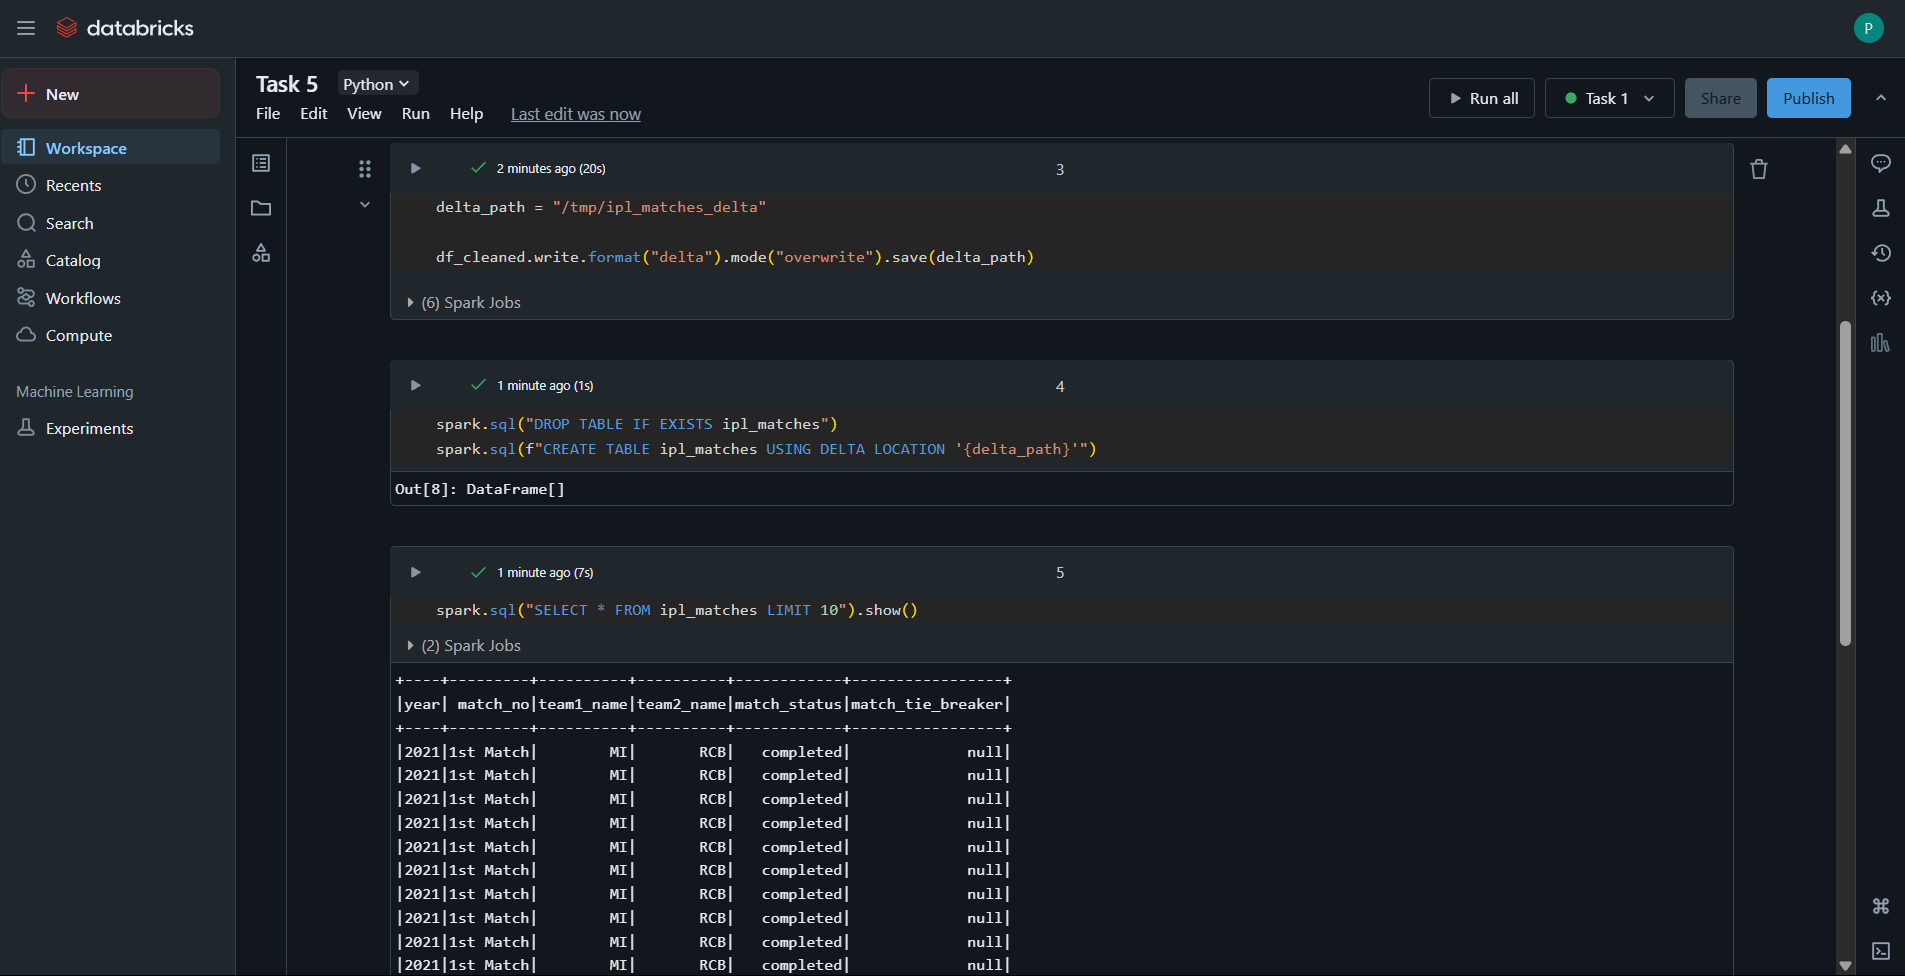 databricks
P
New
Workspace
Recents
Search
Catalog
Workflows
Compute
Machine Learning
Experiments
Task 5 Python
File Edit View Run Help Last edit was now
Run all Task 1 Share Publish
2 minutes ago (20s) 3
delta_path = "/tmp/ipl_matches_delta"
df_cleaned.write.format("delta").mode("overwrite").save(delta_path)
(6) Spark Jobs
1 minute ago (1s) 4
spark.sql("DROP TABLE IF EXISTS ipl_matches")
spark.sql(f"CREATE TABLE ipl_matches USING DELTA LOCATION '{delta_path}'")
Out[8]: DataFrame[]
1 minute ago (7s) 5
spark.sql("SELECT * FROM ipl_matches LIMIT 10").show()
(2) Spark Jobs
+----+---------+----------+----------+------------+-----------------+
|year| match_no|team1_name|team2_name|match_status|match_tie_breaker|
+----+---------+----------+----------+------------+-----------------+
|2021|1st Match|        MI|       RCB|   completed|             null|
|2021|1st Match|        MI|       RCB|   completed|             null|
|2021|1st Match|        MI|       RCB|   completed|             null|
|2021|1st Match|        MI|       RCB|   completed|             null|
|2021|1st Match|        MI|       RCB|   completed|             null|
|2021|1st Match|        MI|       RCB|   completed|             null|
|2021|1st Match|        MI|       RCB|   completed|             null|
|2021|1st Match|        MI|       RCB|   completed|             null|
|2021|1st Match|        MI|       RCB|   completed|             null|
|2021|1st Match|        MI|       RCB|   completed|             null|